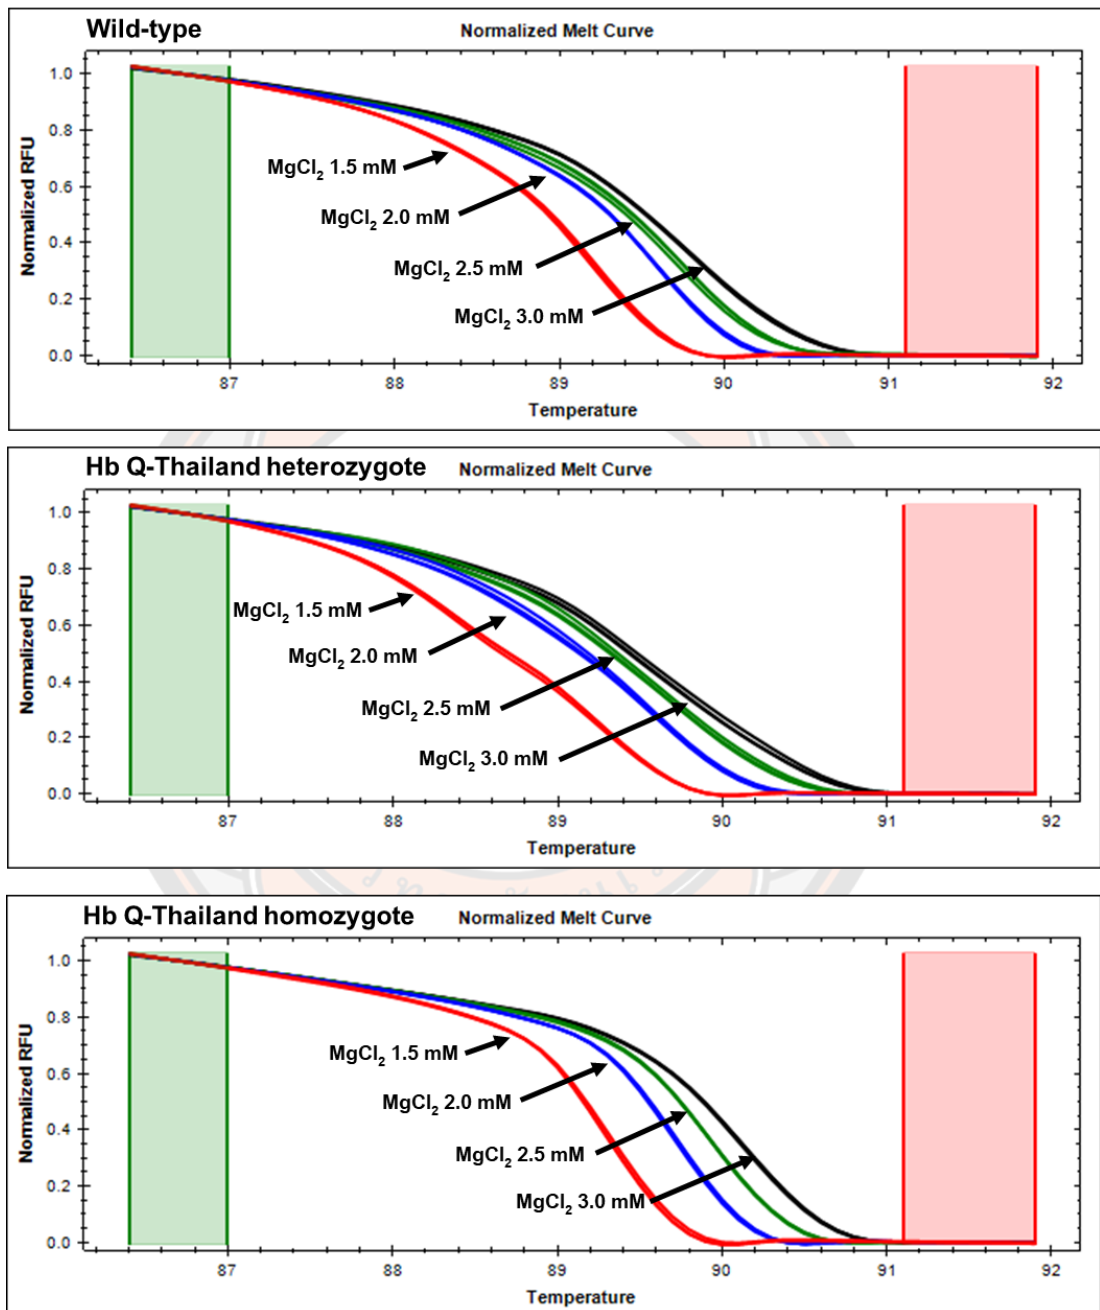 Wild-type Normalized Melt Curve
Normalized RFU
1.0
0.8
0.6
0.4
0.2
0.0
MgCl₂ 1.5 mM
MgCl₂ 2.0 mM
MgCl₂ 2.5 mM
MgCl₂ 3.0 mM
87 88 89 90 91 92
Temperature
Hb Q-Thailand heterozygote Normalized Melt Curve
Normalized RFU
1.0
0.8
0.6
0.4
0.2
0.0
MgCl₂ 1.5 mM
MgCl₂ 2.0 mM
MgCl₂ 2.5 mM
MgCl₂ 3.0 mM
87 88 89 90 91 92
Temperature
Hb Q-Thailand homozygote Normalized Melt Curve
Normalized RFU
1.0
0.8
0.6
0.4
0.2
0.0
MgCl₂ 1.5 mM
MgCl₂ 2.0 mM
MgCl₂ 2.5 mM
MgCl₂ 3.0 mM
87 88 89 90 91 92
Temperature